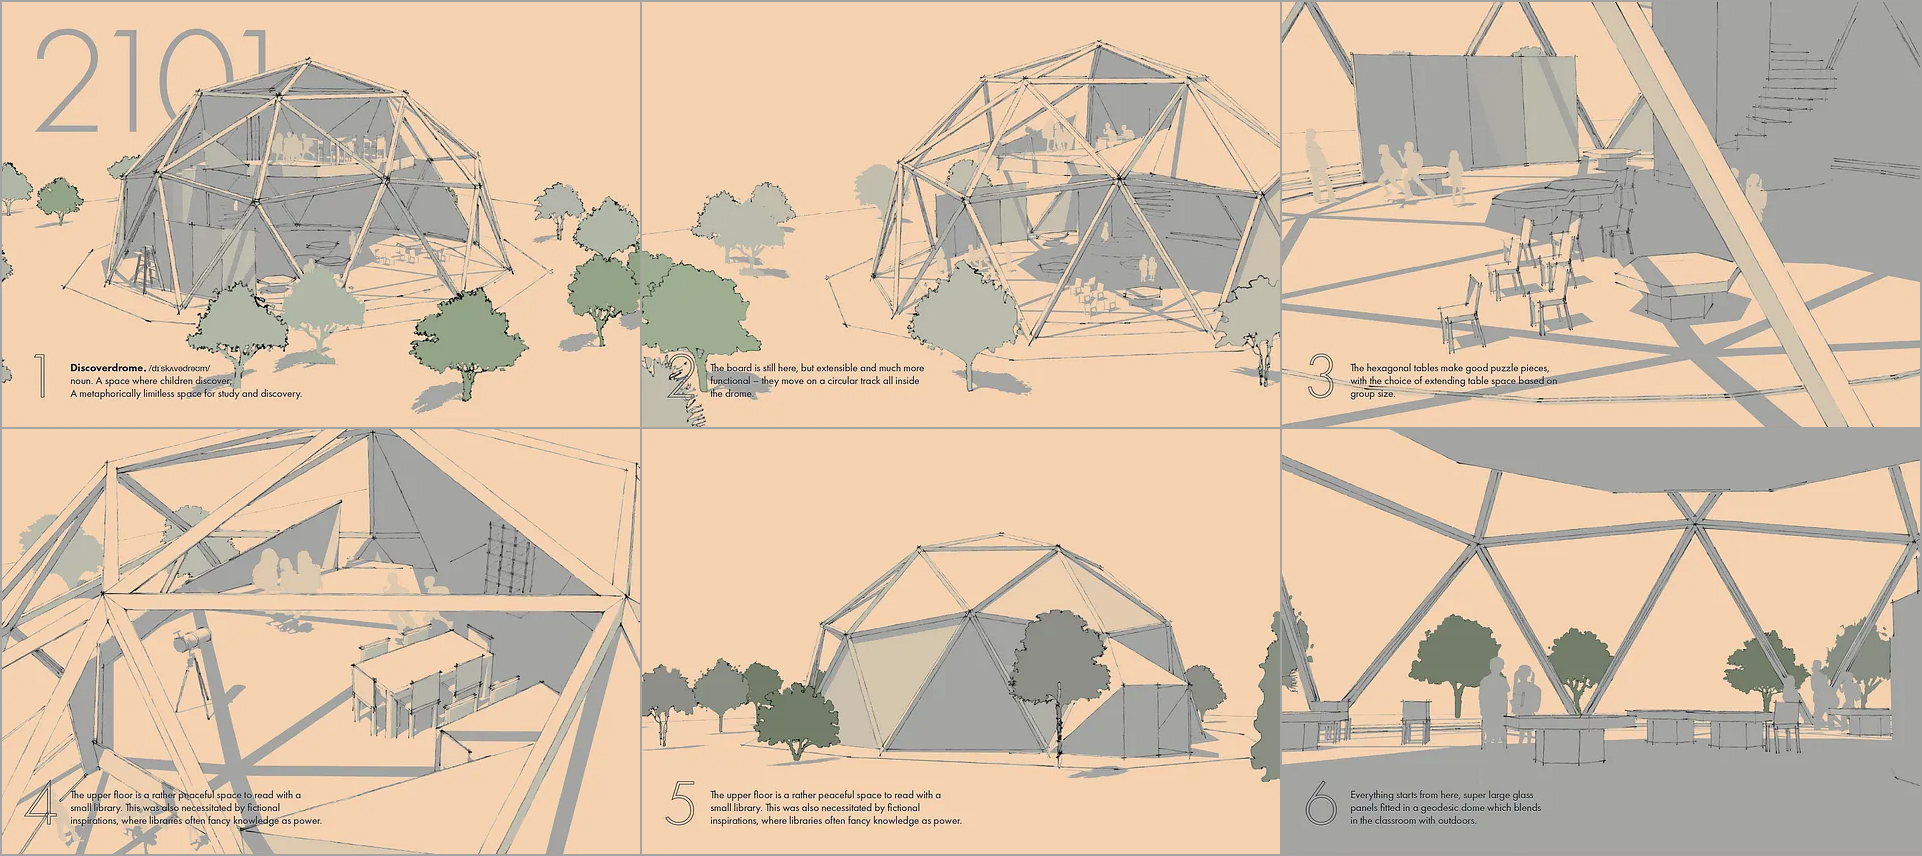 2101
1
Discoverdrome. /dɪˈskʌvədrəʊm/
noun. A space where children discover;
A metaphorically limitless space for study and discovery.
2
The board is still here, but extensible and much more
functional – they move on a circular track all inside
the drome.
3
The hexagonal tables make good puzzle pieces,
with the choice of extending table space based on
group size.
4
The upper floor is a rather peaceful space to read with a
small library. This was also necessitated by fictional
inspirations, where libraries often fancy knowledge as power.
5
The upper floor is a rather peaceful space to read with a
small library. This was also necessitated by fictional
inspirations, where libraries often fancy knowledge as power.
6
Everything starts from here, super large glass
panels fitted in a geodesic dome which blends
in the classroom with outdoors.